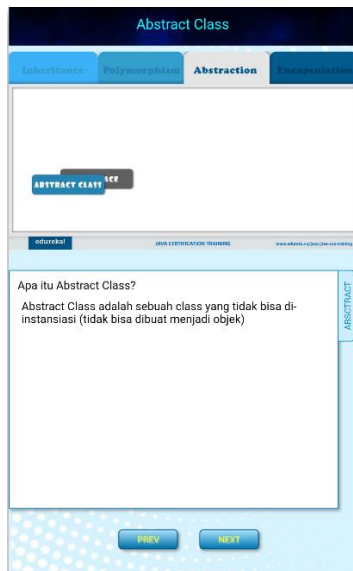 Abstract Class
Inheritance Polymorphism Abstraction Encapsulation
ACE
ABSTRACT CLASS
edureka!
JAVA CERTIFICATION TRAINING
Apa itu Abstract Class?
Abstract Class adalah sebuah class yang tidak bisa di-
instansiasi (tidak bisa dibuat menjadi objek)
ABSCTRACT
PREV NEXT